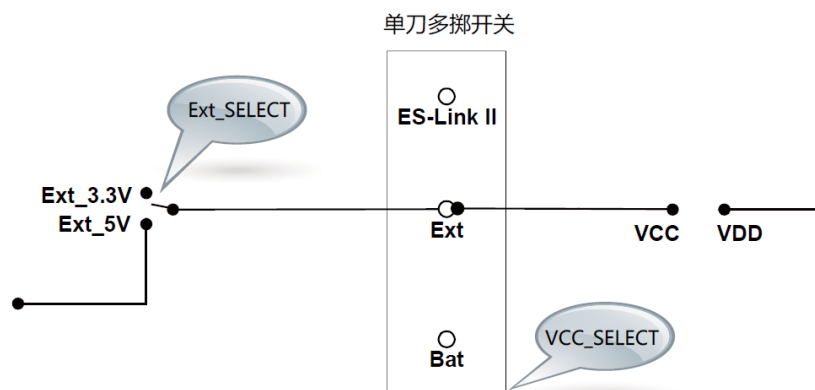 单刀多掷开关
Ext_SELECT
ES-Link II
Ext_3.3V
Ext_5V
Ext
VCC
VDD
VCC_SELECT
Bat